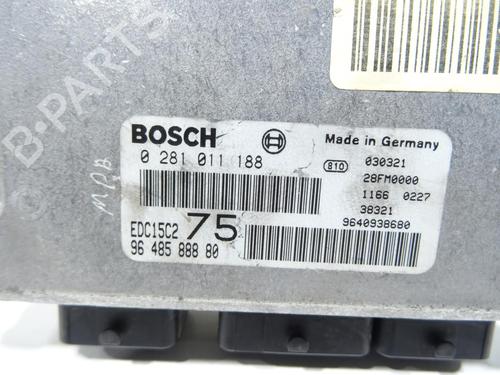 B-PARTS
BOSCH
Made in Germany
0 281 011 188
810
030321
28FM0000
1166 0227
38321
9640938680
EDC15C2
75
96 485 888 80